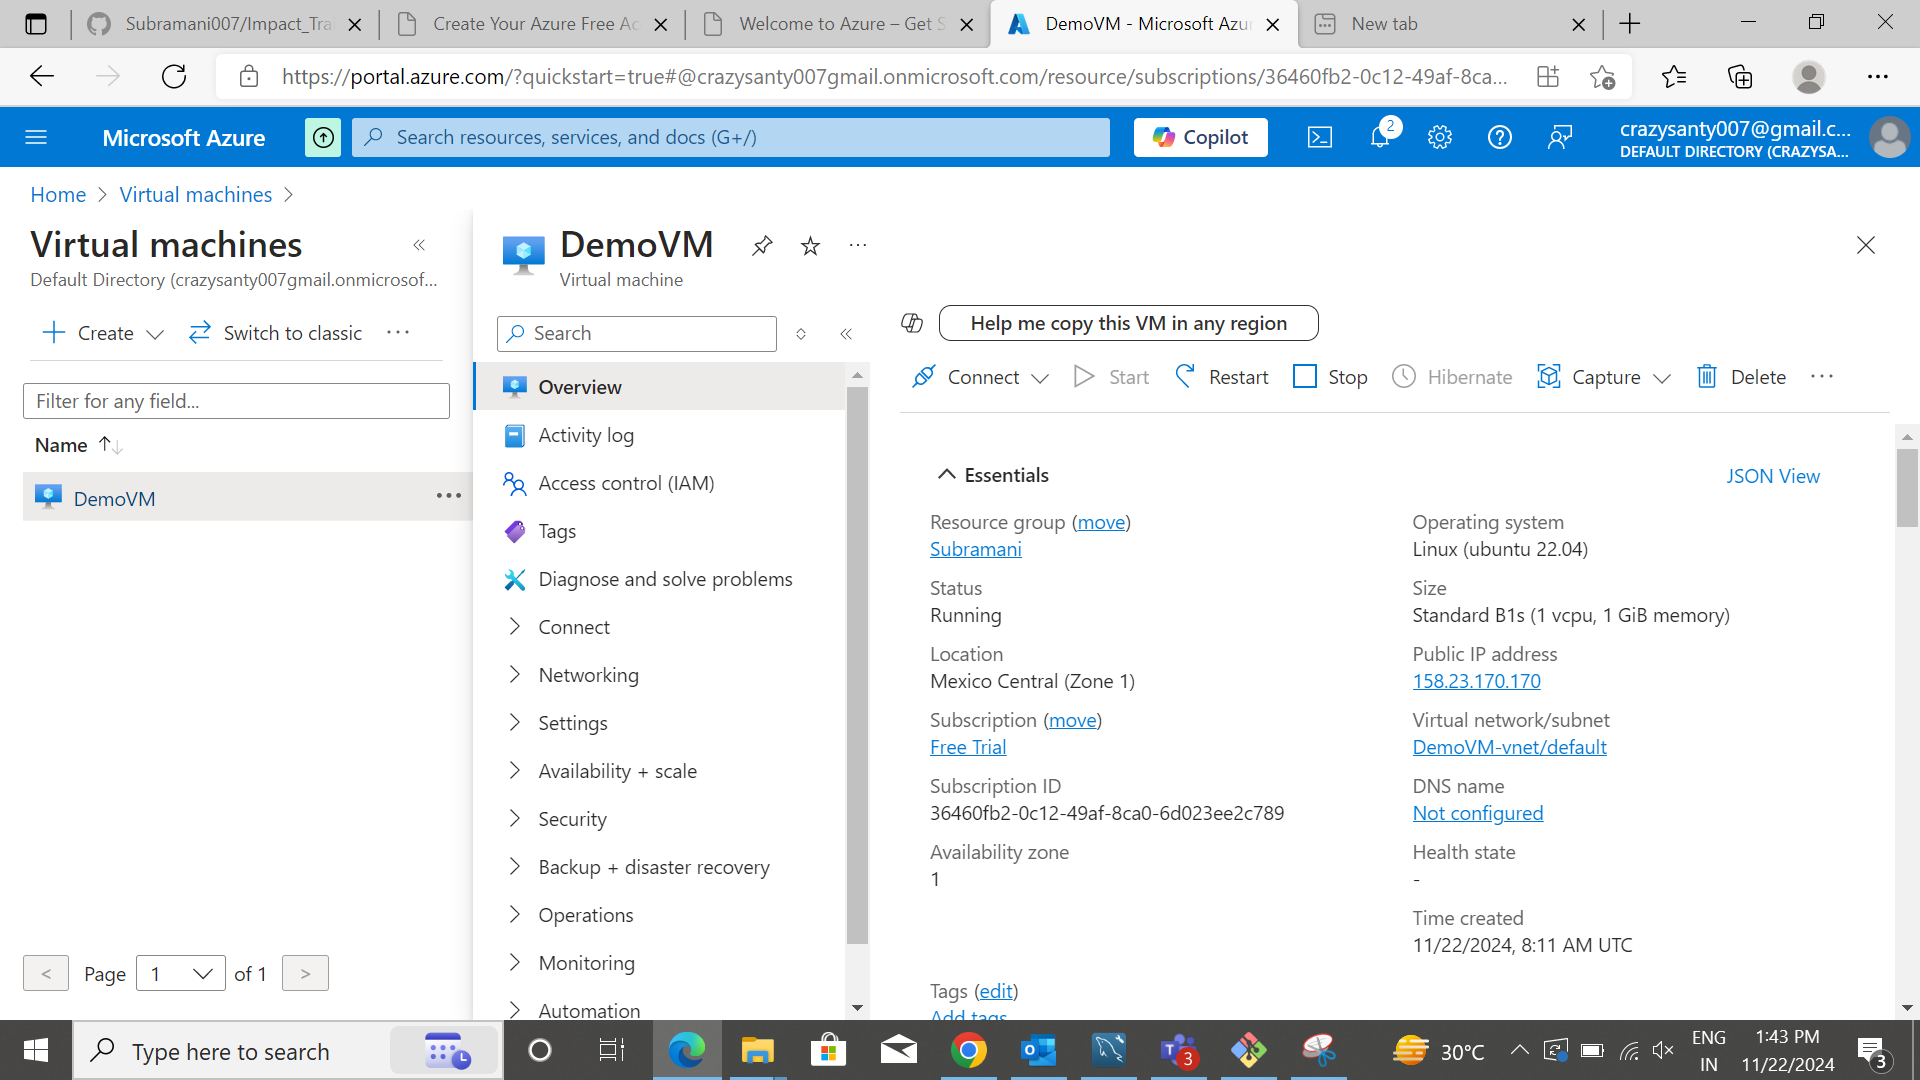 Subramani007/Impact_Tra
Create Your Azure Free Ac
Welcome to Azure – Get S
DemoVM - Microsoft Azu
New tab
https://portal.azure.com/?quickstart=true#@crazysanty007gmail.onmicrosoft.com/resource/subscriptions/36460fb2-0c12-49af-8ca...
Microsoft Azure
Search resources, services, and docs (G+/)
Copilot
2
crazysanty007@gmail.c...
DEFAULT DIRECTORY (CRAZYSA...
Home > Virtual machines >
Virtual machines
Default Directory (crazysanty007gmail.onmicrosof...
Create
Switch to classic
Filter for any field...
Name
DemoVM
< Page 1 of 1 >
DemoVM
Virtual machine
Search
Overview
Activity log
Access control (IAM)
Tags
Diagnose and solve problems
Connect
Networking
Settings
Availability + scale
Security
Backup + disaster recovery
Operations
Monitoring
Automation
Help me copy this VM in any region
Connect
Start
Restart
Stop
Hibernate
Capture
Delete
Essentials
JSON View
Resource group (move)
Subramani
Status
Running
Location
Mexico Central (Zone 1)
Subscription (move)
Free Trial
Subscription ID
36460fb2-0c12-49af-8ca0-6d023ee2c789
Availability zone
1
Operating system
Linux (ubuntu 22.04)
Size
Standard B1s (1 vcpu, 1 GiB memory)
Public IP address
158.23.170.170
Virtual network/subnet
DemoVM-vnet/default
DNS name
Not configured
Health state
-
Time created
11/22/2024, 8:11 AM UTC
Tags (edit)
Add tags
Type here to search
3
30°C
ENG
IN
1:43 PM
11/22/2024
3